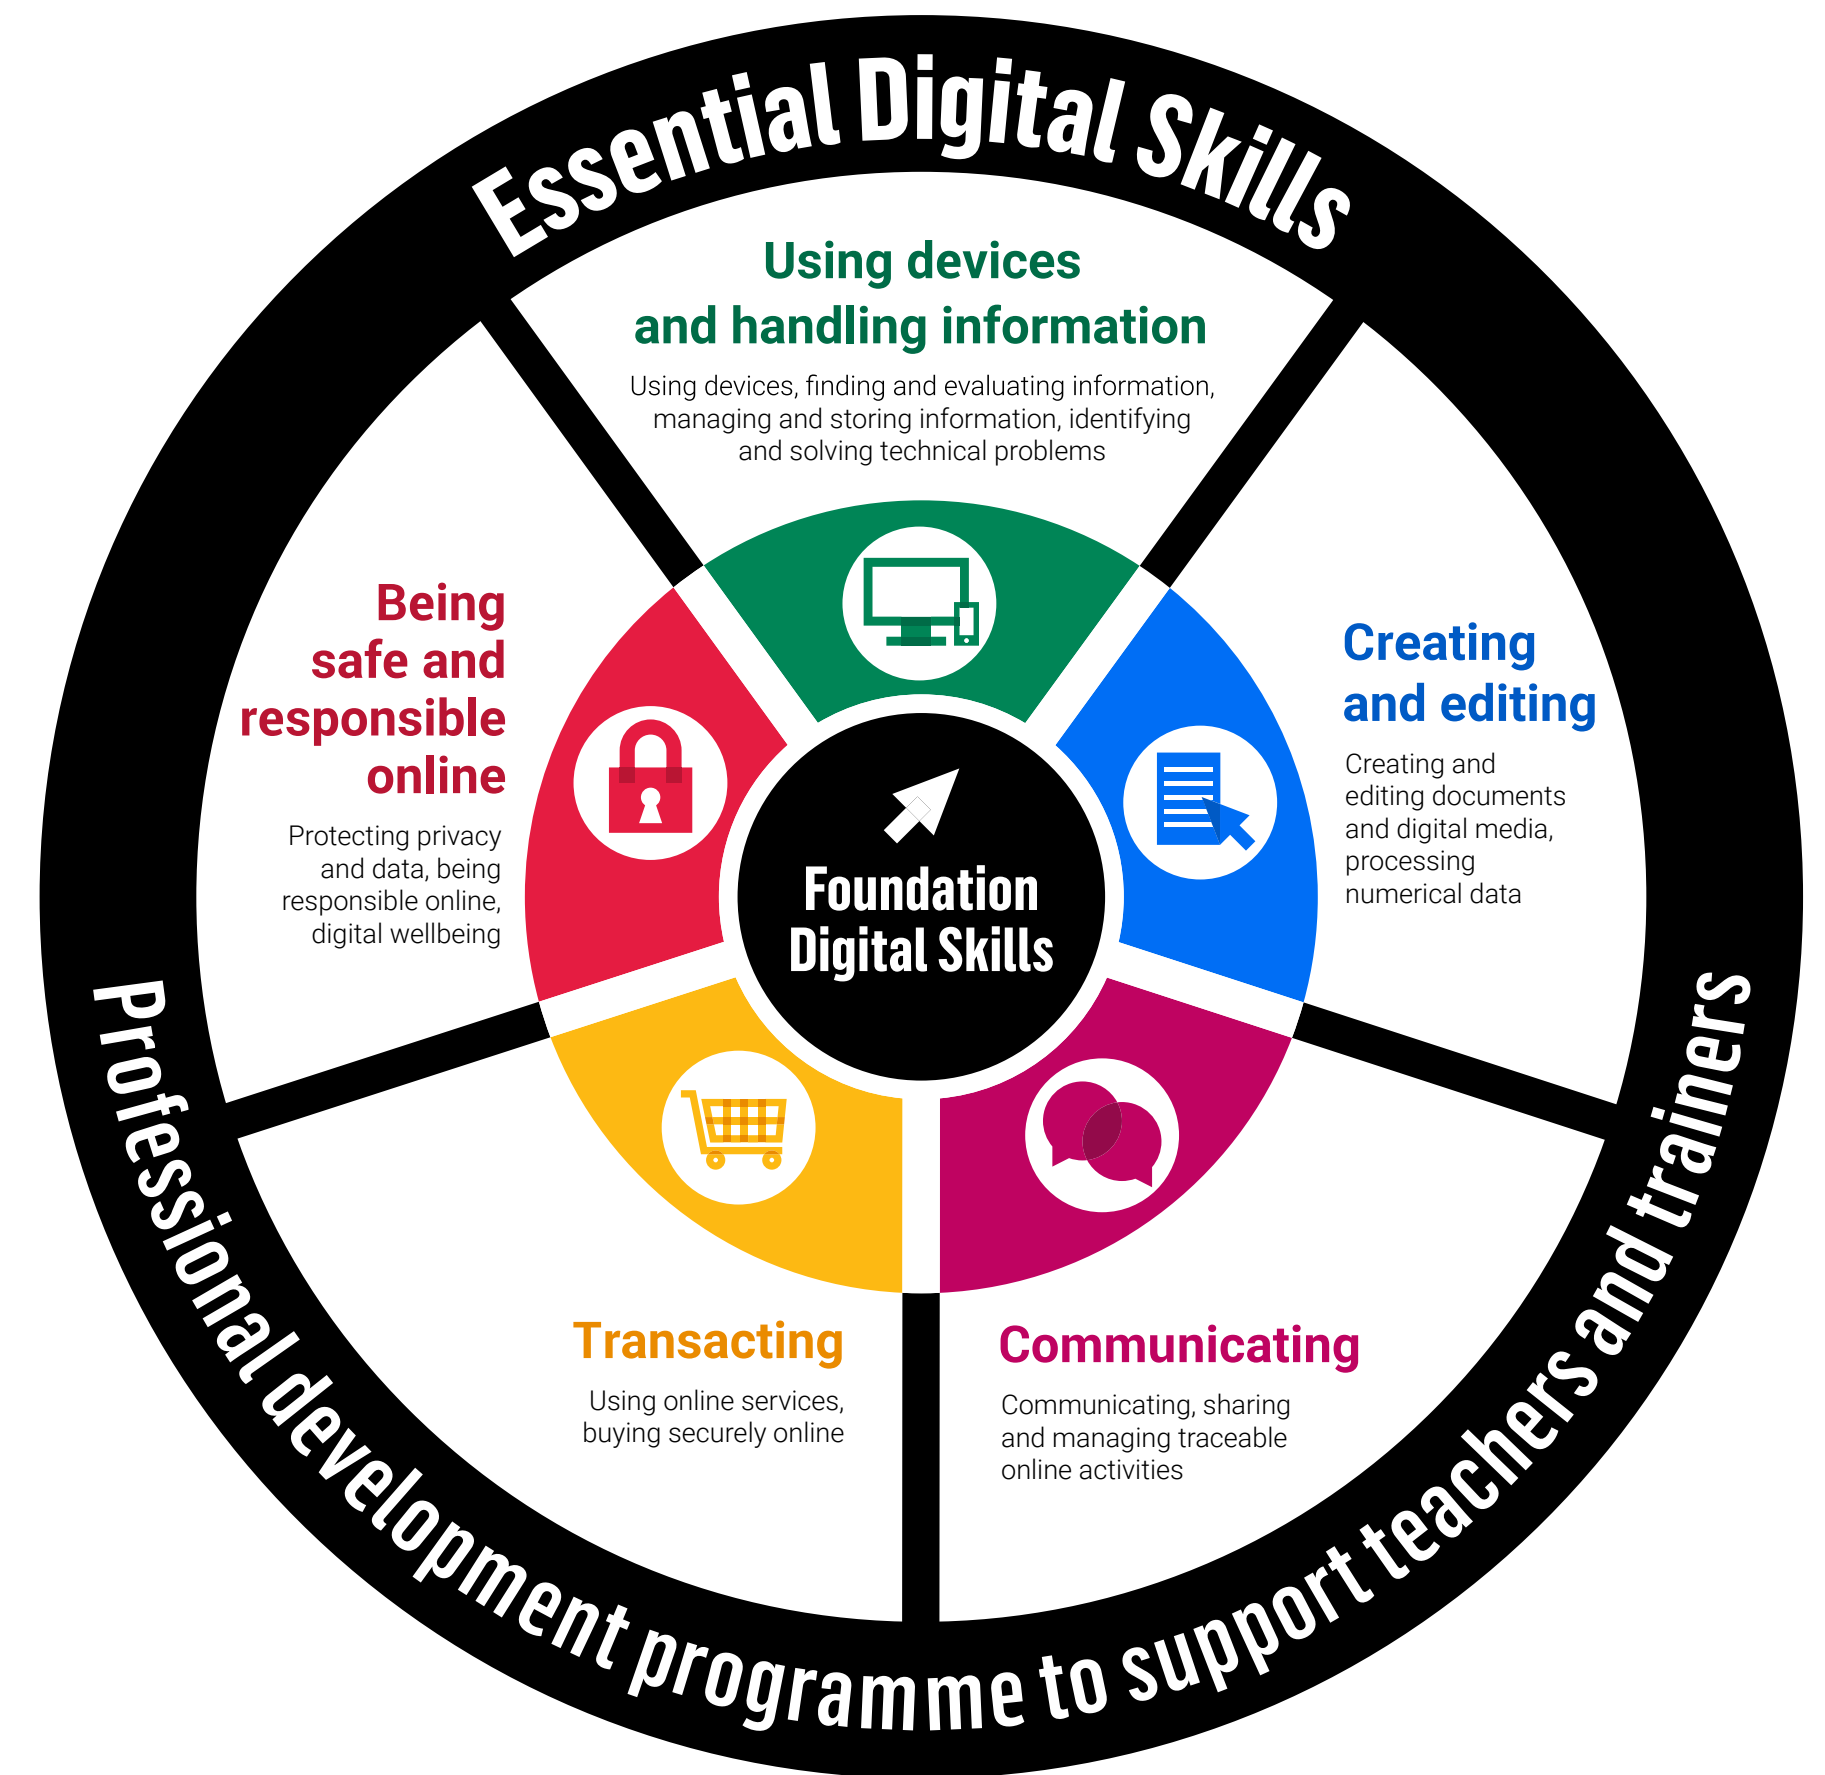 Essential Digital Skills
Using devices
and handling information
Using devices, finding and evaluating information,
managing and storing information, identifying
and solving technical problems
Creating
and editing
Creating and
editing documents
and digital media,
processing
numerical data
Communicating
Communicating, sharing
and managing traceable
online activities
Transacting
Using online services,
buying securely online
Being
safe and
responsible
online
Protecting privacy
and data, being
responsible online,
digital wellbeing
Foundation
Digital Skills
Professional development programme to support teachers and trainers